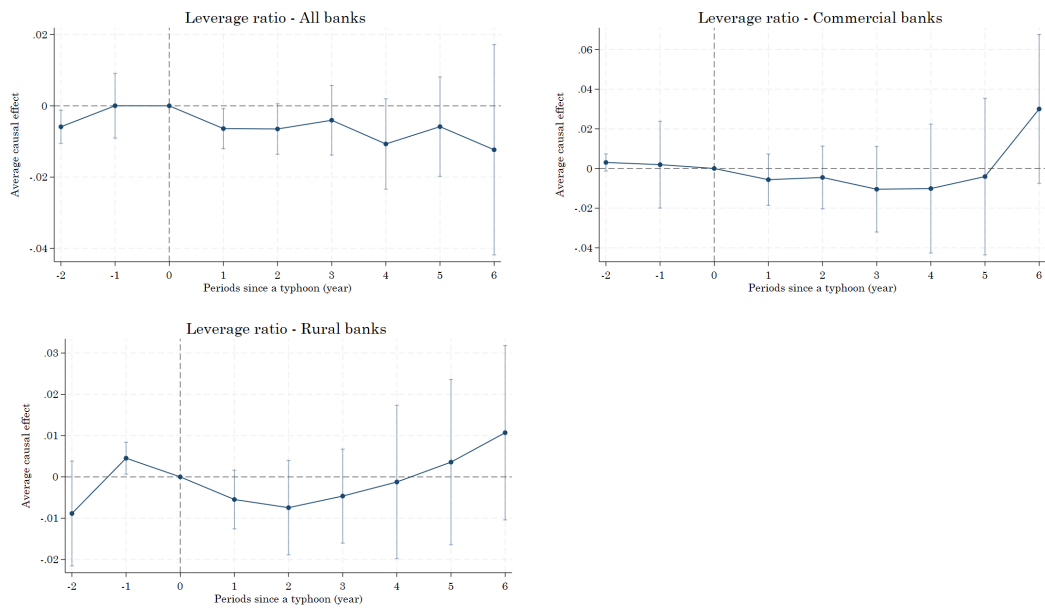 Leverage ratio - All banks
.02
0
-.02
-.04
Average causal effect
-2 -1 0 1 2 3 4 5 6
Periods since a typhoon (year)
Leverage ratio - Commercial banks
.06
.04
.02
0
-.02
-.04
Average causal effect
-2 -1 0 1 2 3 4 5 6
Periods since a typhoon (year)
Leverage ratio - Rural banks
.03
.02
.01
0
-.01
-.02
Average causal effect
-2 -1 0 1 2 3 4 5 6
Periods since a typhoon (year)